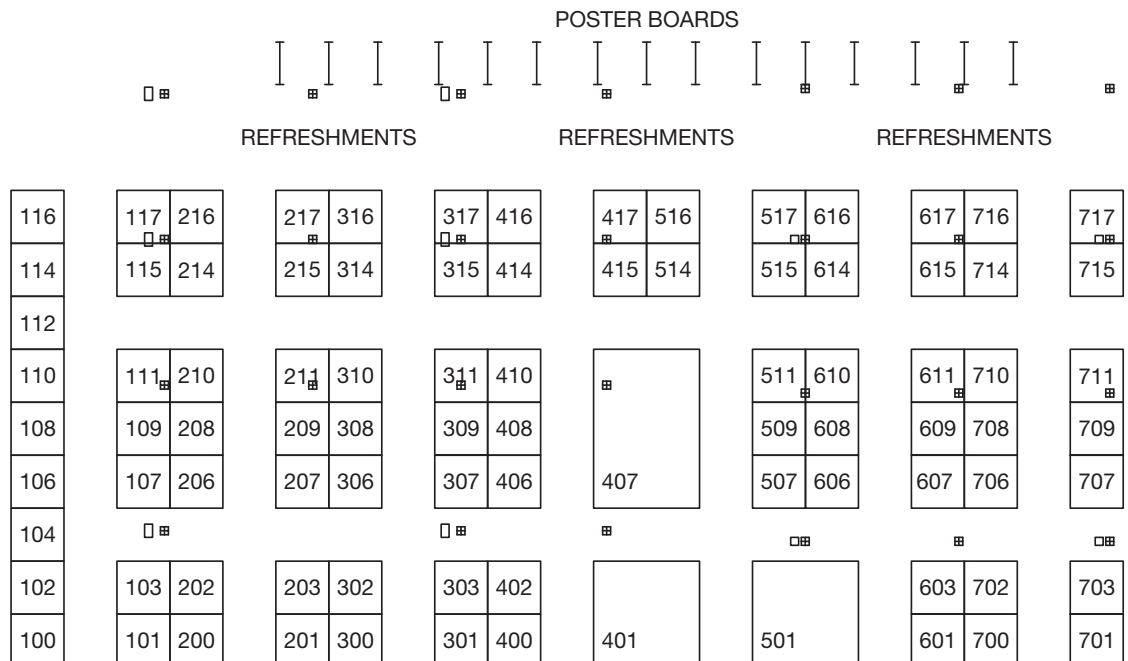 POSTER BOARDS
REFRESHMENTS REFRESHMENTS REFRESHMENTS
116 117 216 217 316 317 416 417 516 517 616 617 716 717
114 115 214 215 314 315 414 415 514 515 614 615 714 715
112
110 111 210 211 310 311 410 511 610 611 710 711
108 109 208 209 308 309 408 509 608 609 708 709
106 107 206 207 306 307 406 407 507 606 607 706 707
104
102 103 202 203 302 303 402 603 702 703
100 101 200 201 300 301 400 401 501 601 700 701